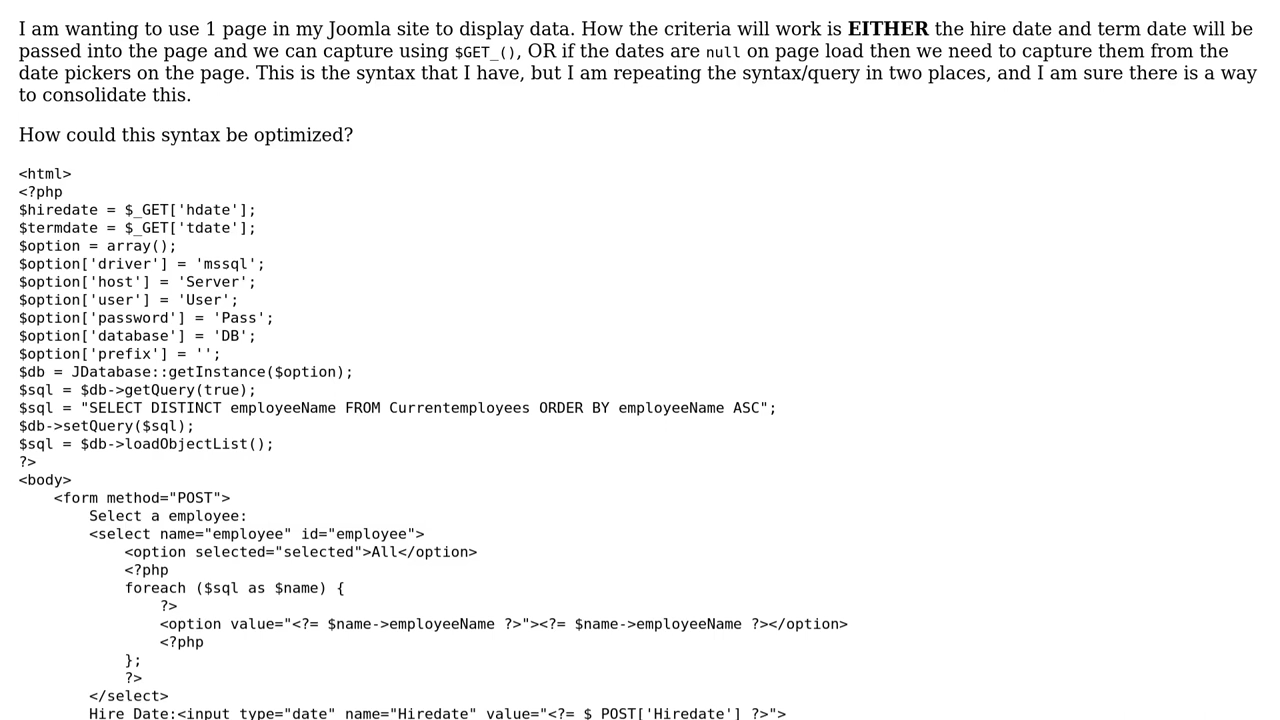 I am wanting to use 1 page in my Joomla site to display data. How the criteria will work is EITHER the hire date and term date will be
passed into the page and we can capture using $GET_(), OR if the dates are null on page load then we need to capture them from the
date pickers on the page. This is the syntax that I have, but I am repeating the syntax/query in two places, and I am sure there is a way
to consolidate this.
How could this syntax be optimized?
<html>
<?php
$hiredate = $_GET['hdate'];
$termdate = $_GET['tdate'];
$option = array();
$option['driver'] = 'mssql';
$option['host'] = 'Server';
$option['user'] = 'User';
$option['password'] = 'Pass';
$option['database'] = 'DB';
$option['prefix'] = '';
$db = JDatabase::getInstance($option);
$sql = $db->getQuery(true);
$sql = "SELECT DISTINCT employeeName FROM Currentemployees ORDER BY employeeName ASC";
$db->setQuery($sql);
$sql = $db->loadObjectList();
?>
<body>
    <form method="POST">
        Select a employee:
        <select name="employee" id="employee">
            <option selected="selected">All</option>
            <?php
            foreach ($sql as $name) {
                ?>
                <option value="<?= $name->employeeName ?>"><?= $name->employeeName ?></option>
                <?php
            };
            ?>
        </select>
        Hire Date:<input type="date" name="Hiredate" value="<?= $_POST['Hiredate'] ?>">